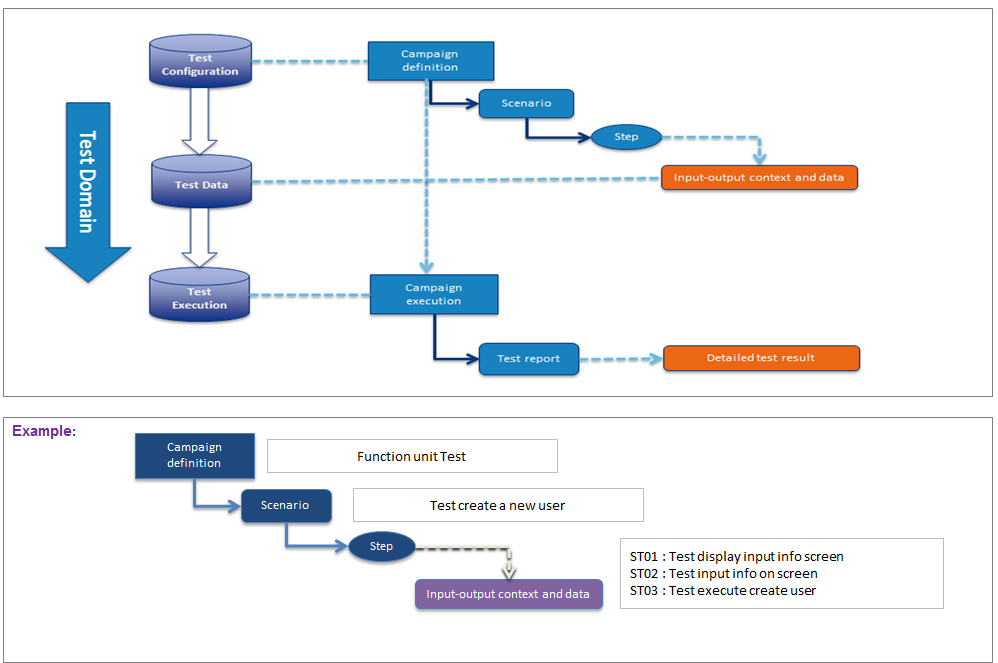 Test
Configuration
Campaign
definition
Scenario
Step
Test Domain
Test Data
Input-output context and data
Test
Execution
Campaign
execution
Test report
Detailed test result
Example:
Campaign
definition
Function unit Test
Scenario
Test create a new user
Step
ST01 : Test display input info screen
ST02 : Test input info on screen
ST03 : Test execute create user
Input-output context and data